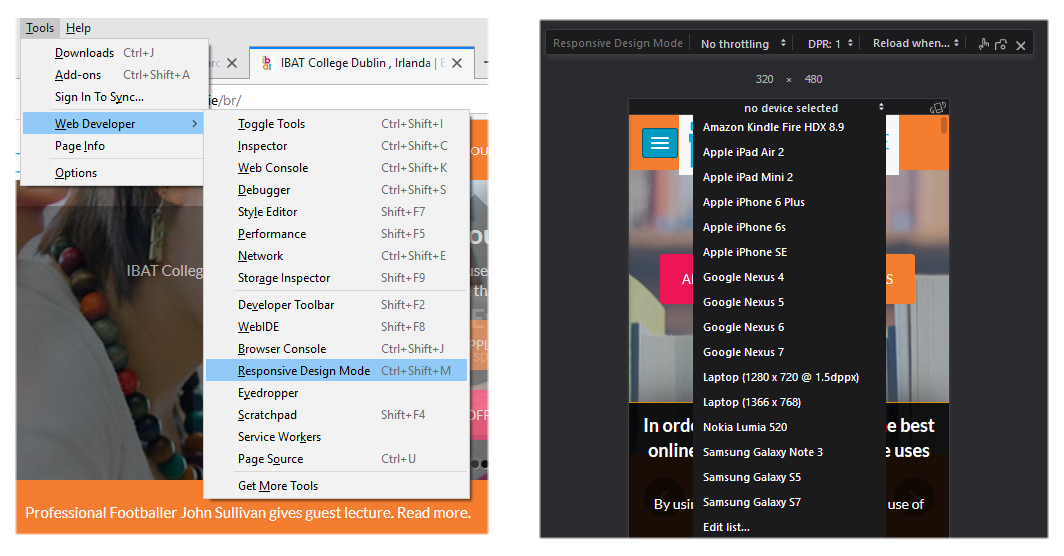 Tools Help
Downloads Ctrl+J
Add-ons Ctrl+Shift+A
Sign In To Sync...
Web Developer
Page Info
Options
IBAT College Dublin , Irlanda | E
/br/
Toggle Tools Ctrl+Shift+I
Inspector Ctrl+Shift+C
Web Console Ctrl+Shift+K
Debugger Ctrl+Shift+S
Style Editor Shift+F7
Performance Shift+F5
Network Ctrl+Shift+E
Storage Inspector Shift+F9
Developer Toolbar Shift+F2
WebIDE Shift+F8
Browser Console Shift+J
Responsive Design Mode Ctrl+Shift+M
Eyedropper
Scratchpad Shift+F4
Service Workers
Page Source Ctrl+U
Get More Tools
IBAT Colleg
Professional Footballer John Sullivan gives guest lecture. Read more.
Responsive Design Mode No throttling DPR: 1 Reload when...
320 × 480
no device selected
Amazon Kindle Fire HDX 8.9
Apple iPad Air 2
Apple iPad Mini 2
Apple iPhone 6 Plus
Apple iPhone 6s
Apple iPhone SE
Google Nexus 4
Google Nexus 5
Google Nexus 6
Google Nexus 7
Laptop (1280 x 720 @ 1.5dppx)
Laptop (1366 x 768)
Nokia Lumia 520
Samsung Galaxy Note 3
Samsung Galaxy S5
Samsung Galaxy S7
Edit list...
In orde e best
online e uses
By usin use of